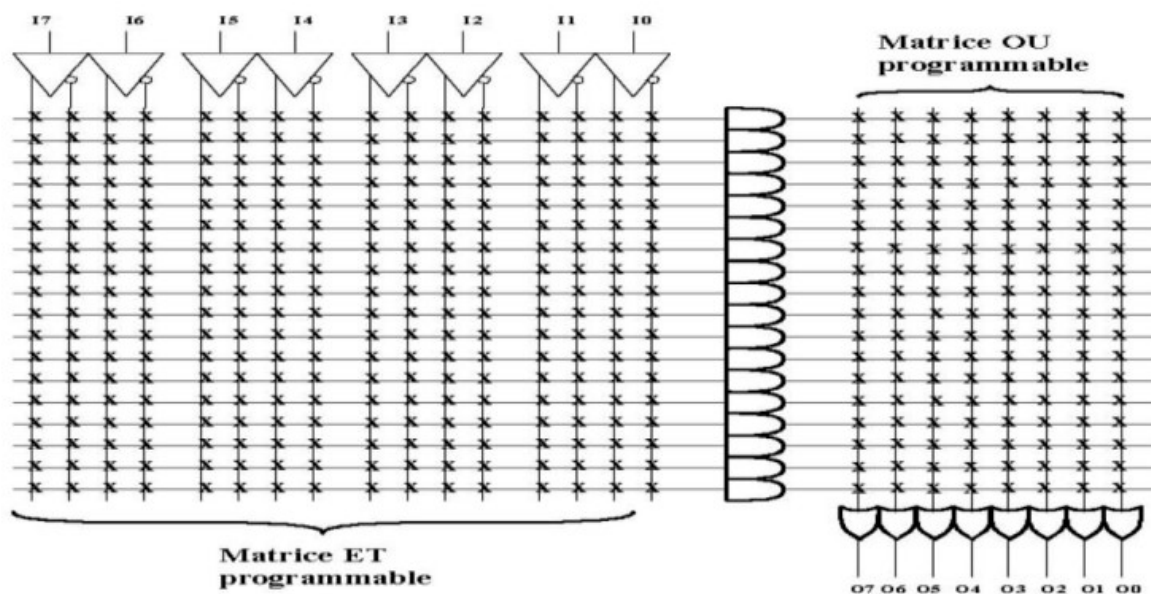 I7 I6 I5 I4 I3 I2 I1 I0
Matrice OU
programmable
Matrice ET
programmable
O7 O6 O5 O4 O3 O2 O1 O0